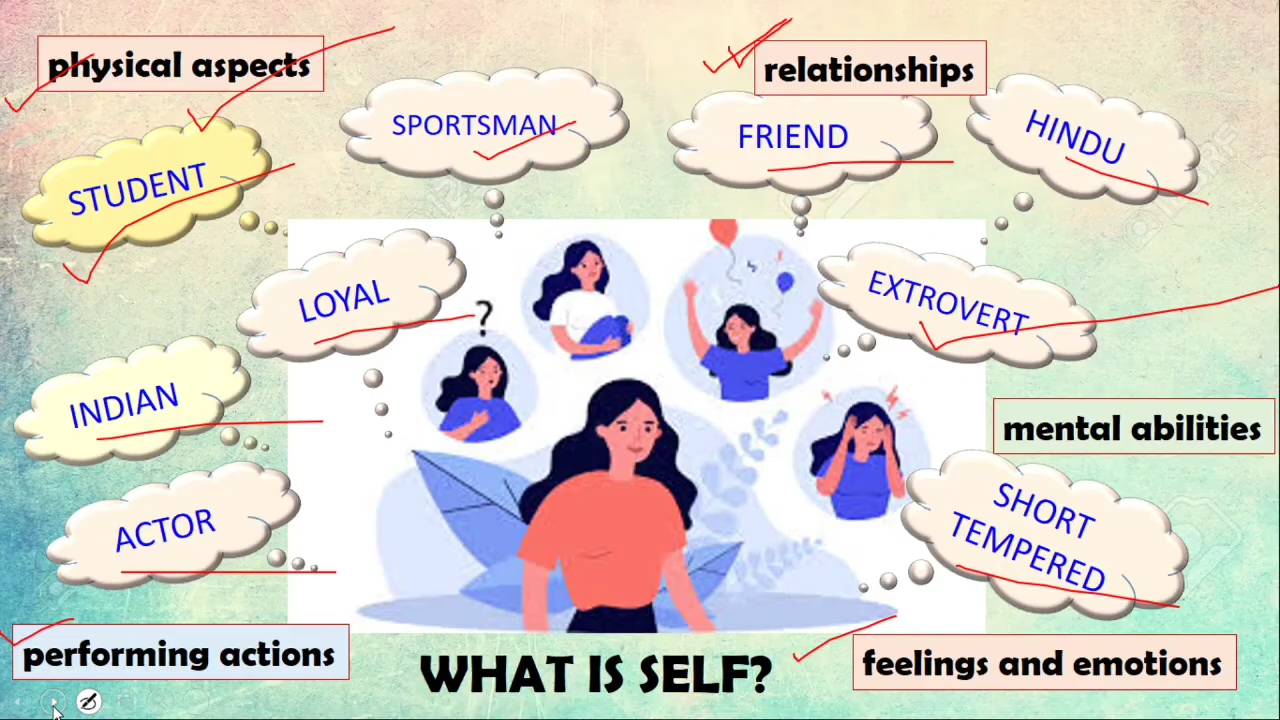 physical aspects
relationships
SPORTSMAN
FRIEND
HINDU
STUDENT
LOYAL
?
EXTROVERT
INDIAN
mental abilities
ACTOR
SHORT
TEMPERED
performing actions
WHAT IS SELF?
feelings and emotions